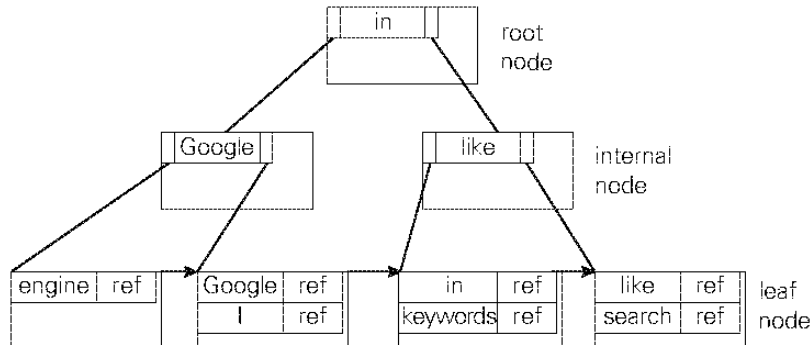 in
root
node
Google
like
internal
node
engine ref
Google ref
in ref
like ref
leaf
I ref
keywords ref
search ref
node